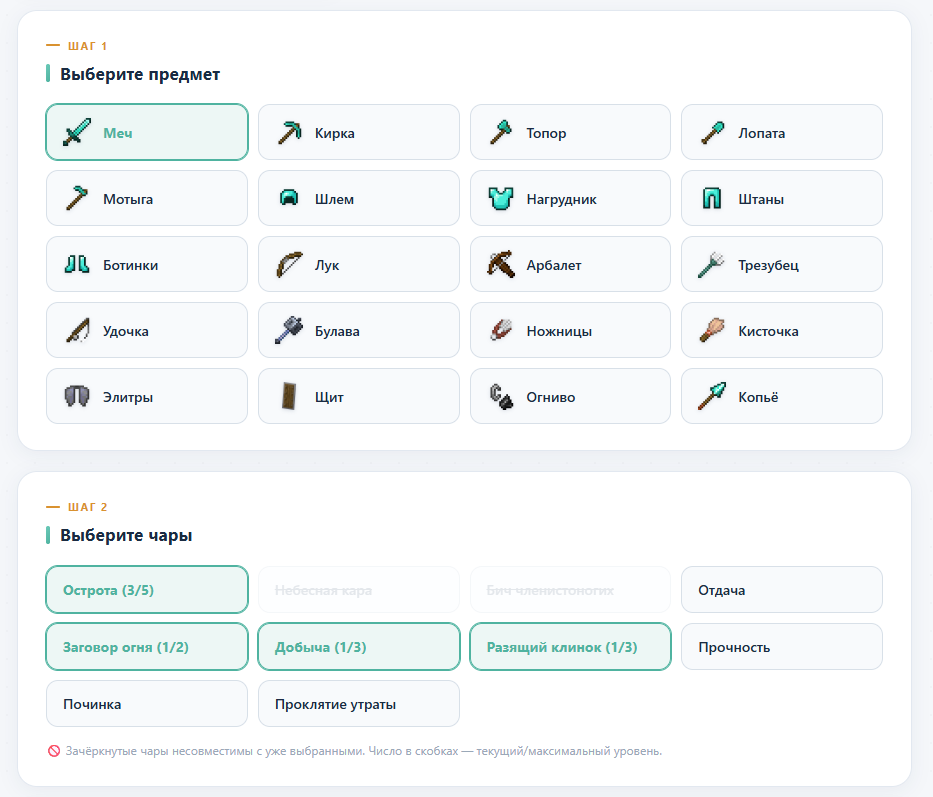 ШАГ 1
Выберите предмет
Меч
Кирка
Топор
Лопата
Мотыга
Шлем
Нагрудник
Штаны
Ботинки
Лук
Арбалет
Трезубец
Удочка
Булава
Ножницы
Кисточка
Элитры
Щит
Огниво
Копьё
ШАГ 2
Выберите чары
Острота (3/5)
Небесная кара
Бич членистоногих
Отдача
Заговор огня (1/2)
Добыча (1/3)
Разящий клинок (1/3)
Прочность
Починка
Проклятие утраты
Зачёркнутые чары несовместимы с уже выбранными. Число в скобках — текущий/максимальный уровень.